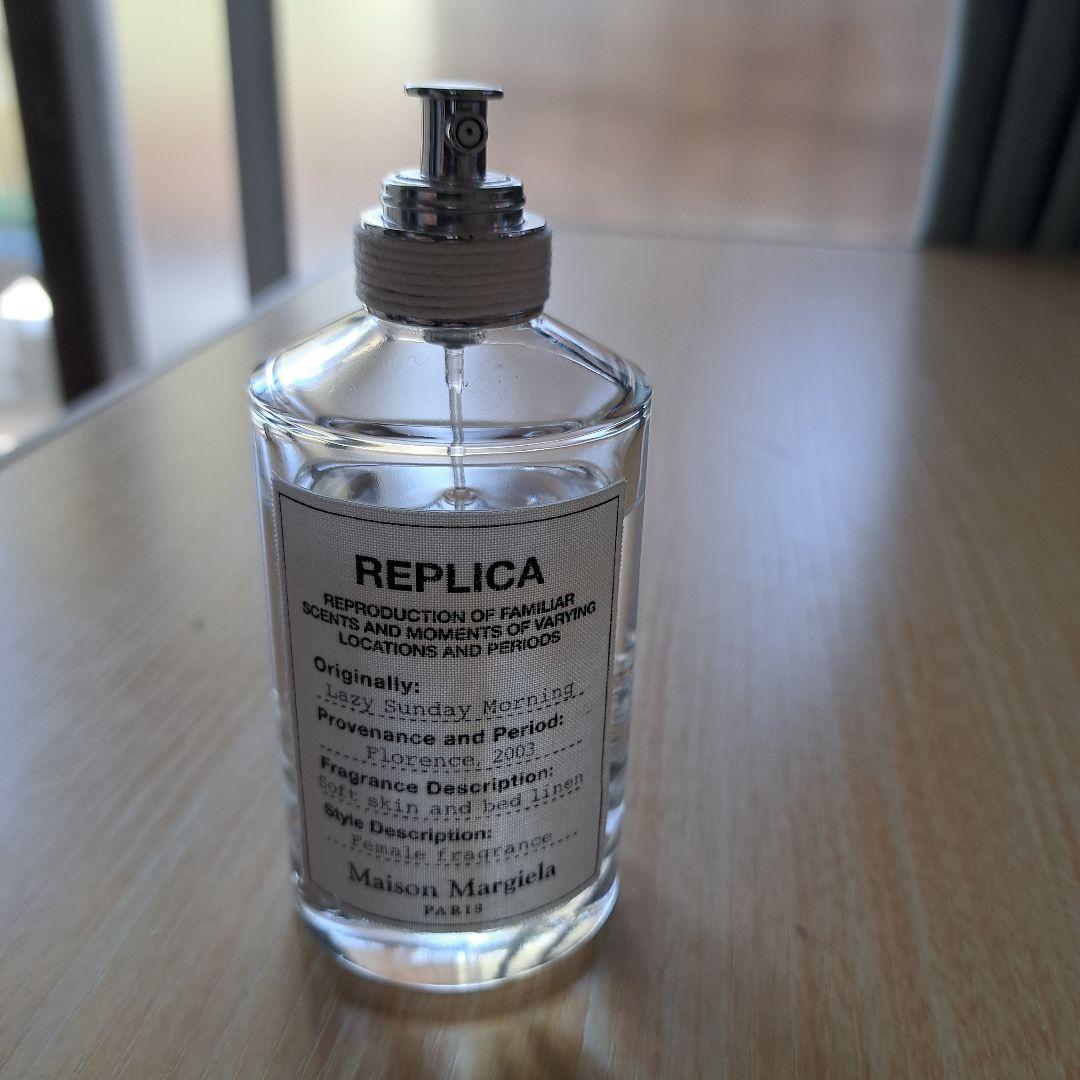 REPLICA
REPRODUCTION OF FAMILIAR
SCENTS AND MOMENTS OF VARYING
LOCATIONS AND PERIODS
Originally:
Lazy Sunday Morning
Provenance and Period:
Florence, 2003
Fragrance Description:
Soft skin and bed linen
Style Description:
Female fragrance
Maison Margiela
PARIS